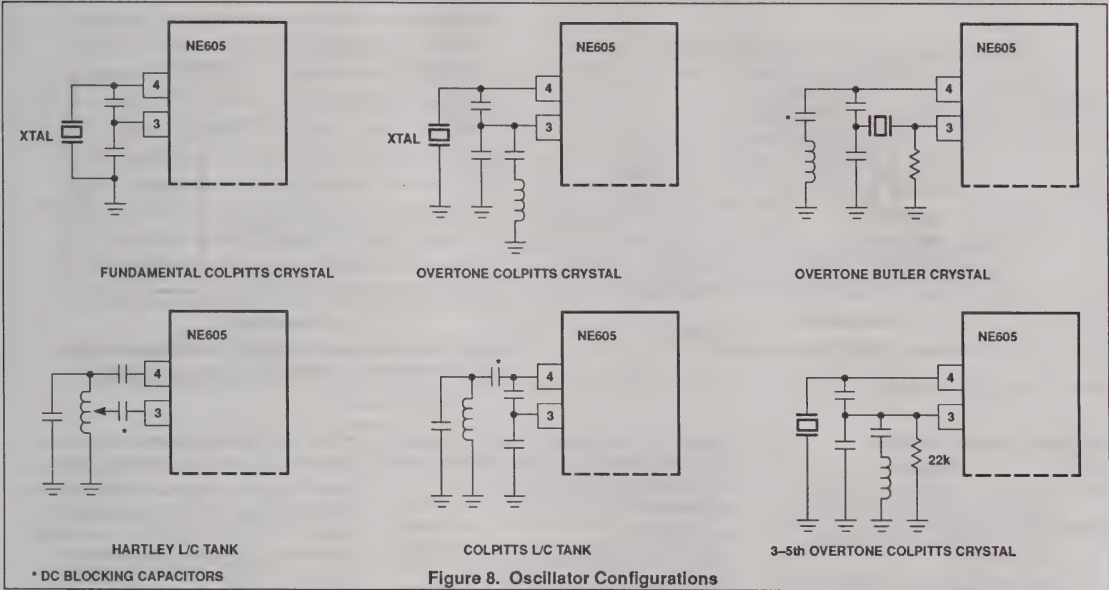 NE605
4
3
XTAL
FUNDAMENTAL COLPITTS CRYSTAL
NE605
4
3
XTAL
OVERTONE COLPITTS CRYSTAL
NE605
4
3
*
OVERTONE BUTLER CRYSTAL
NE605
4
3
*
HARTLEY L/C TANK
NE605
4
3
*
COLPITTS L/C TANK
NE605
4
3
22k
3–5th OVERTONE COLPITTS CRYSTAL
* DC BLOCKING CAPACITORS
Figure 8. Oscillator Configurations